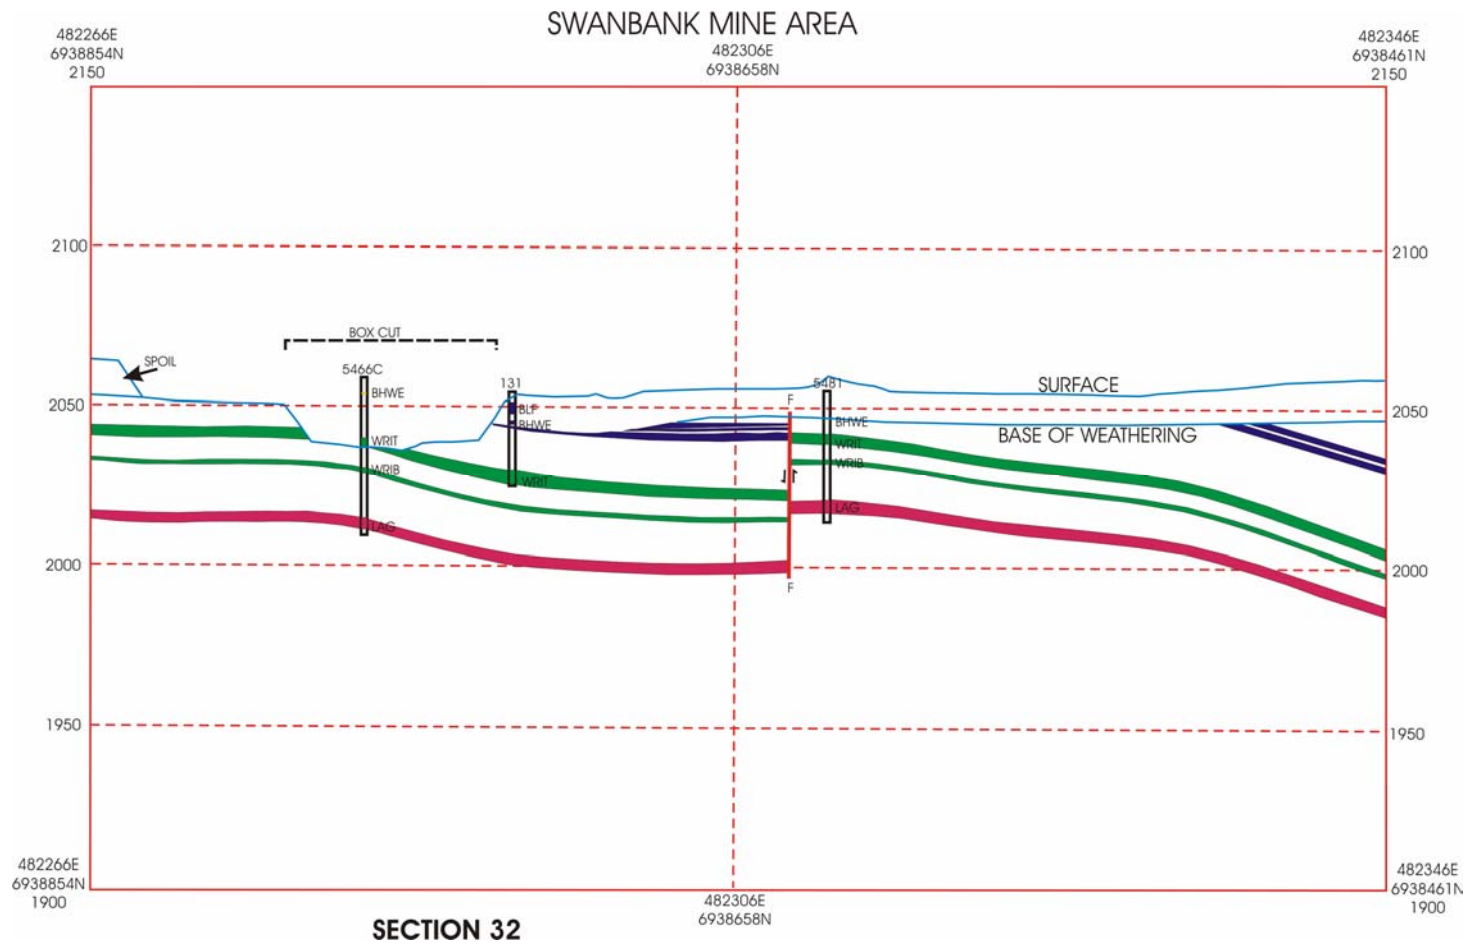 SWANBANK MINE AREA
482266E
6938854N
2150
482306E
6938658N
482346E
6938461N
2150
2100
2100
BOX CUT
SPOIL
5466C
131
5481
SURFACE
BHWE
BLF
F
2050
2050
BHWE
BHWE
BASE OF WEATHERING
WRIT
WRIT
WRIB
WRIB
WRIT
LAG
LAG
2000
2000
F
1950
1950
482266E
6938854N
1900
482306E
6938658N
482346E
6938461N
1900
SECTION 32